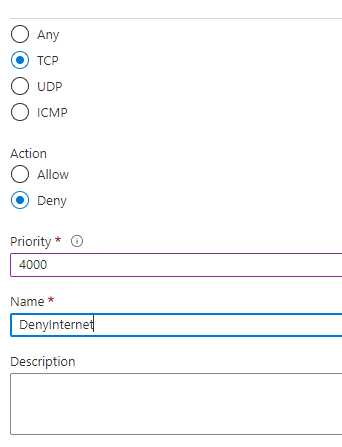 Any
TCP
UDP
ICMP
Action
Allow
Deny
Priority *
4000
Name *
DenyInternet
Description